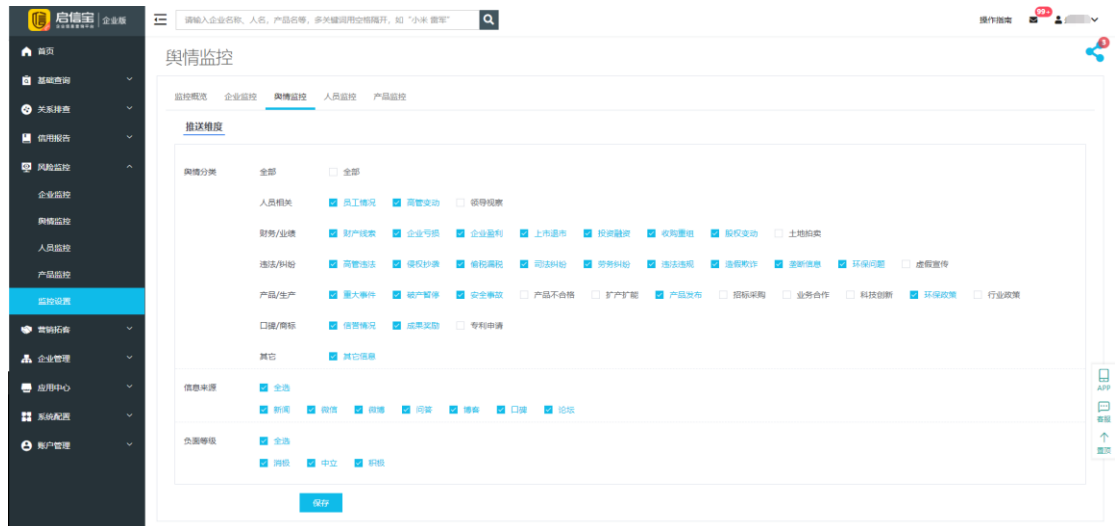 启信宝 企业版
请输入企业名称、人名、产品名等，多关键词用空格隔开，如 "小米 雷军"
操作指南
99+
首页
基础查询
关系排查
信用报告
风险监控
企业监控
舆情监控
人员监控
产品监控
监控设置
营销拓客
企业管理
应用中心
系统配置
账户管理
舆情监控
监控概览 企业监控 舆情监控 人员监控 产品监控
推送维度
舆情分类 全部 全部
人员相关 员工情况 高管变动 领导视察
财务/业绩 财产线索 企业亏损 企业盈利 上市退市 投资融资 收购重组 股权变动 土地拍卖
违法/纠纷 高管违法 侵权抄袭 偷税漏税 司法纠纷 劳务纠纷 违法违规 造假欺诈 垄断信息 环保问题 虚假宣传
产品/生产 重大事件 破产暂停 安全事故 产品不合格 扩产扩能 产品发布 招标采购 业务合作 科技创新 环保政策 行业政策
口碑/商标 信誉情况 成果奖励 专利申请
其它 其它信息
信息来源 全选
新闻 微信 微博 问答 博客 口碑 论坛
负面等级 全选
消极 中立 积极
保存
APP
客服
置顶